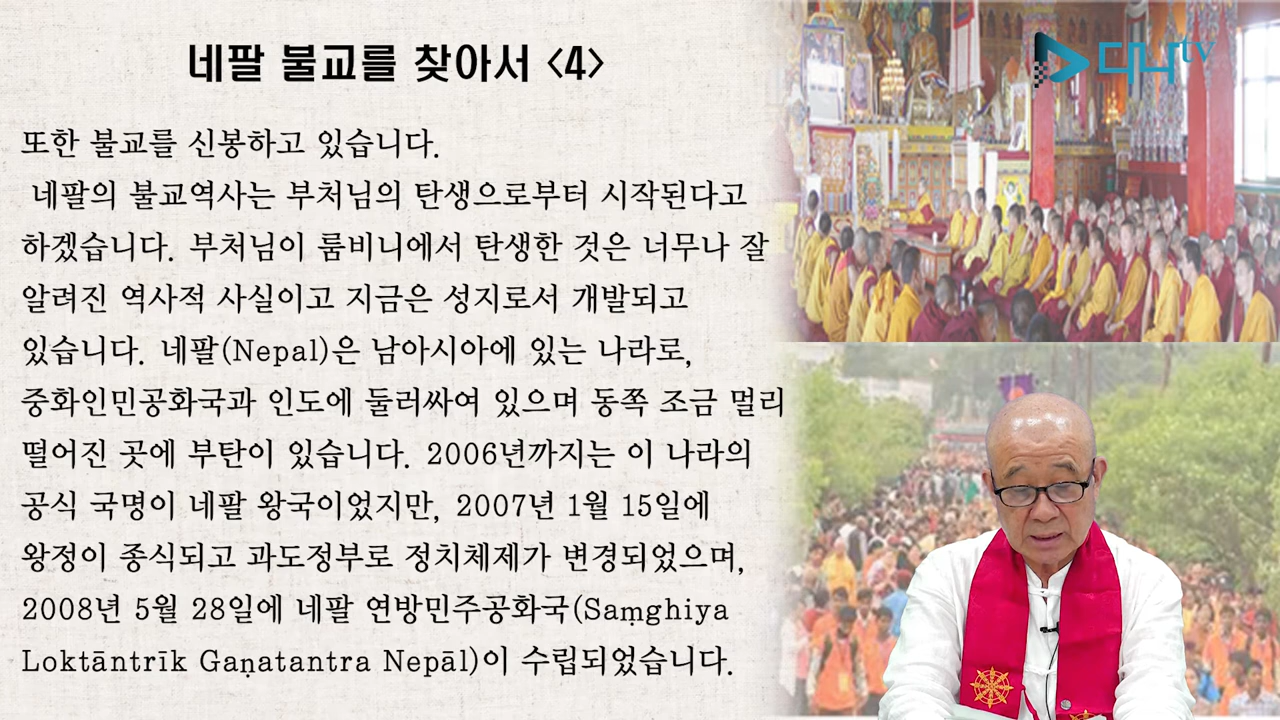 네팔 불교를 찾아서 <4>
다나tv
또한 불교를 신봉하고 있습니다.
네팔의 불교역사는 부처님의 탄생으로부터 시작된다고
하겠습니다. 부처님이 룸비니에서 탄생한 것은 너무나 잘
알려진 역사적 사실이고 지금은 성지로서 개발되고
있습니다. 네팔(Nepal)은 남아시아에 있는 나라로,
중화인민공화국과 인도에 둘러싸여 있으며 동쪽 조금 멀리
떨어진 곳에 부탄이 있습니다. 2006년까지는 이 나라의
공식 국명이 네팔 왕국이었지만, 2007년 1월 15일에
왕정이 종식되고 과도정부로 정치체제가 변경되었으며,
2008년 5월 28일에 네팔 연방민주공화국(Saṃghiya
Loktāntrīk Gaṇatantra Nepāl)이 수립되었습니다.